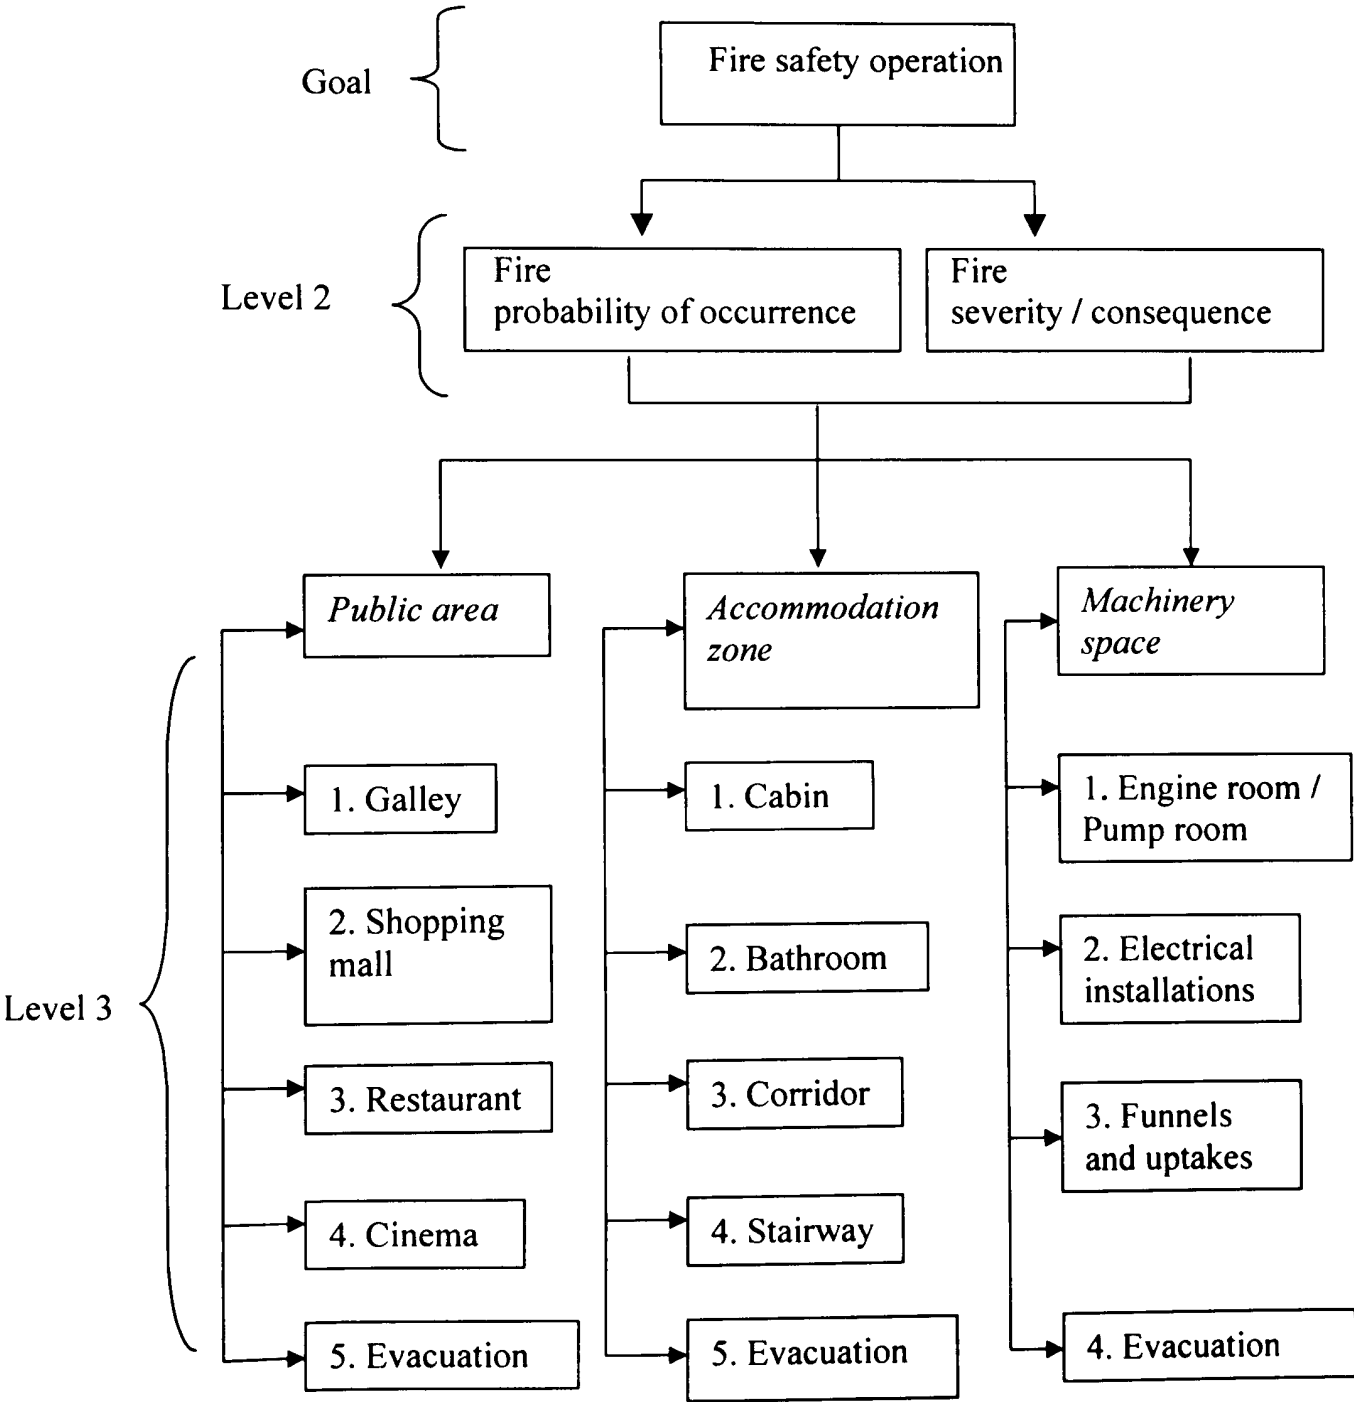 Goal
Fire safety operation
Level 2
Fire
probability of occurrence
Fire
severity / consequence
Level 3
Public area
1. Galley
2. Shopping
mall
3. Restaurant
4. Cinema
5. Evacuation
Accommodation
zone
1. Cabin
2. Bathroom
3. Corridor
4. Stairway
5. Evacuation
Machinery
space
1. Engine room /
Pump room
2. Electrical
installations
3. Funnels
and uptakes
4. Evacuation